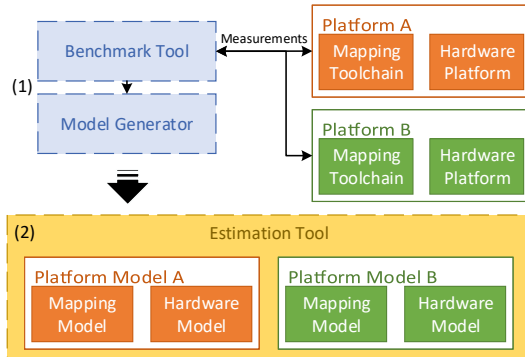 Benchmark Tool
Measurements
(1)
Model Generator
Platform A
Mapping
Toolchain
Hardware
Platform
Platform B
Mapping
Toolchain
Hardware
Platform
(2)
Estimation Tool
Platform Model A
Mapping
Model
Hardware
Model
Platform Model B
Mapping
Model
Hardware
Model